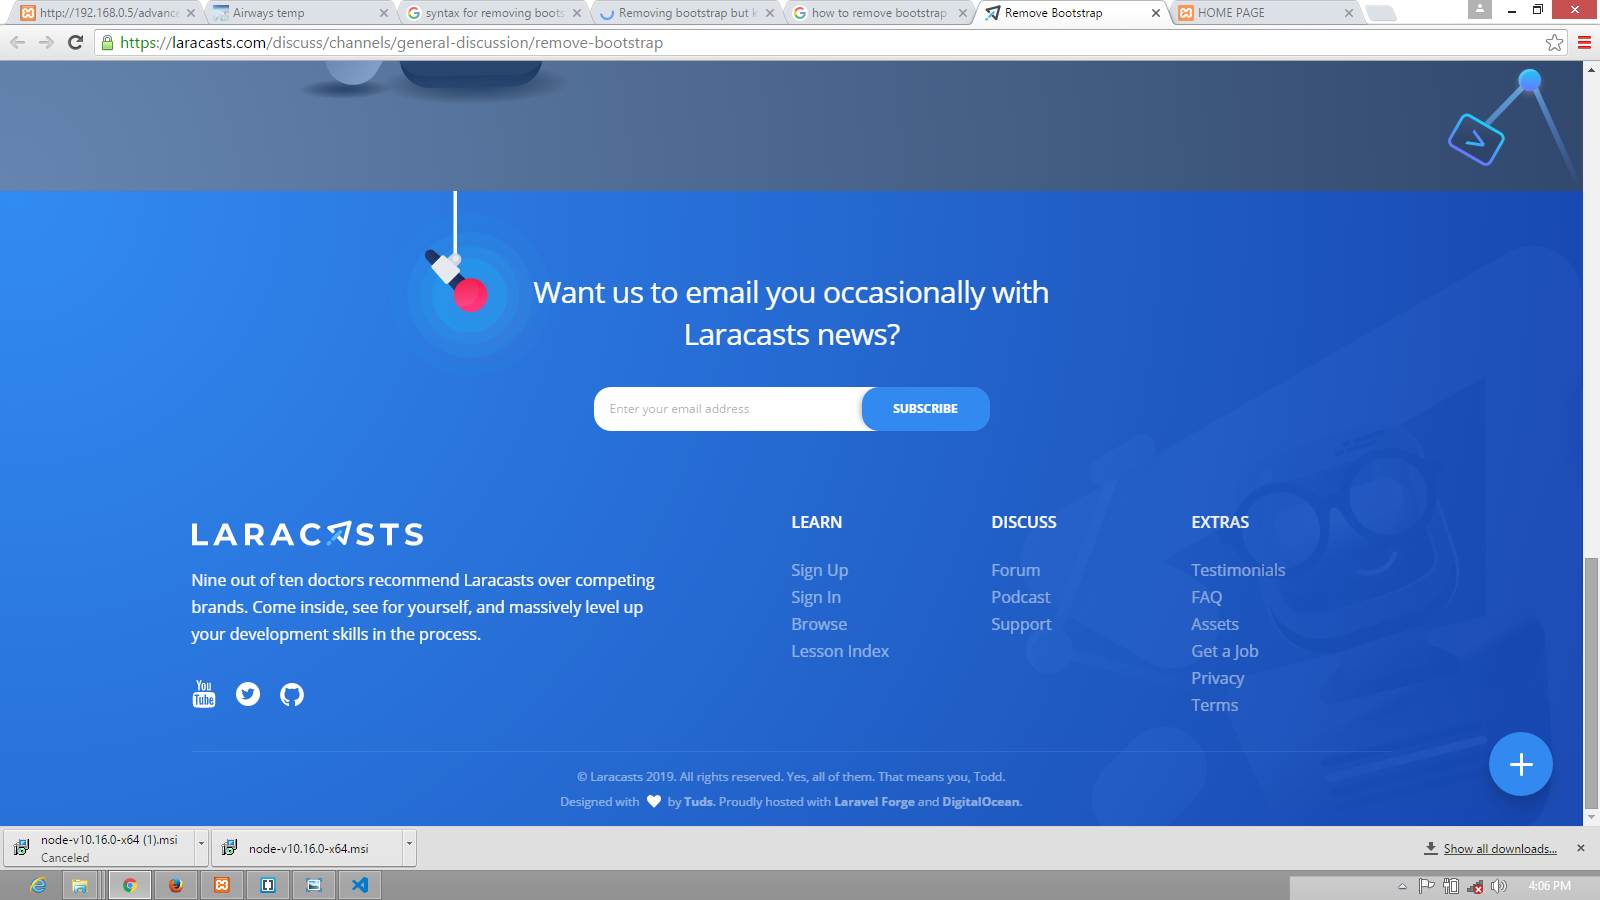 http://192.168.0.5/advance
Airways temp
syntax for removing boots
Removing bootstrap but k
how to remove bootstrap
Remove Bootstrap
HOME PAGE
https://laracasts.com/discuss/channels/general-discussion/remove-bootstrap
Want us to email you occasionally with
Laracasts news?
Enter your email address
SUBSCRIBE
LARACASTS
Nine out of ten doctors recommend Laracasts over competing
brands. Come inside, see for yourself, and massively level up
your development skills in the process.
You
Tube
LEARN
Sign Up
Sign In
Browse
Lesson Index
DISCUSS
Forum
Podcast
Support
EXTRAS
Testimonials
FAQ
Assets
Get a Job
Privacy
Terms
© Laracasts 2019. All rights reserved. Yes, all of them. That means you, Todd.
Designed with by Tuds. Proudly hosted with Laravel Forge and DigitalOcean.
node-v10.16.0-x64 (1).msi
Canceled
node-v10.16.0-x64.msi
Show all downloads...
4:06 PM